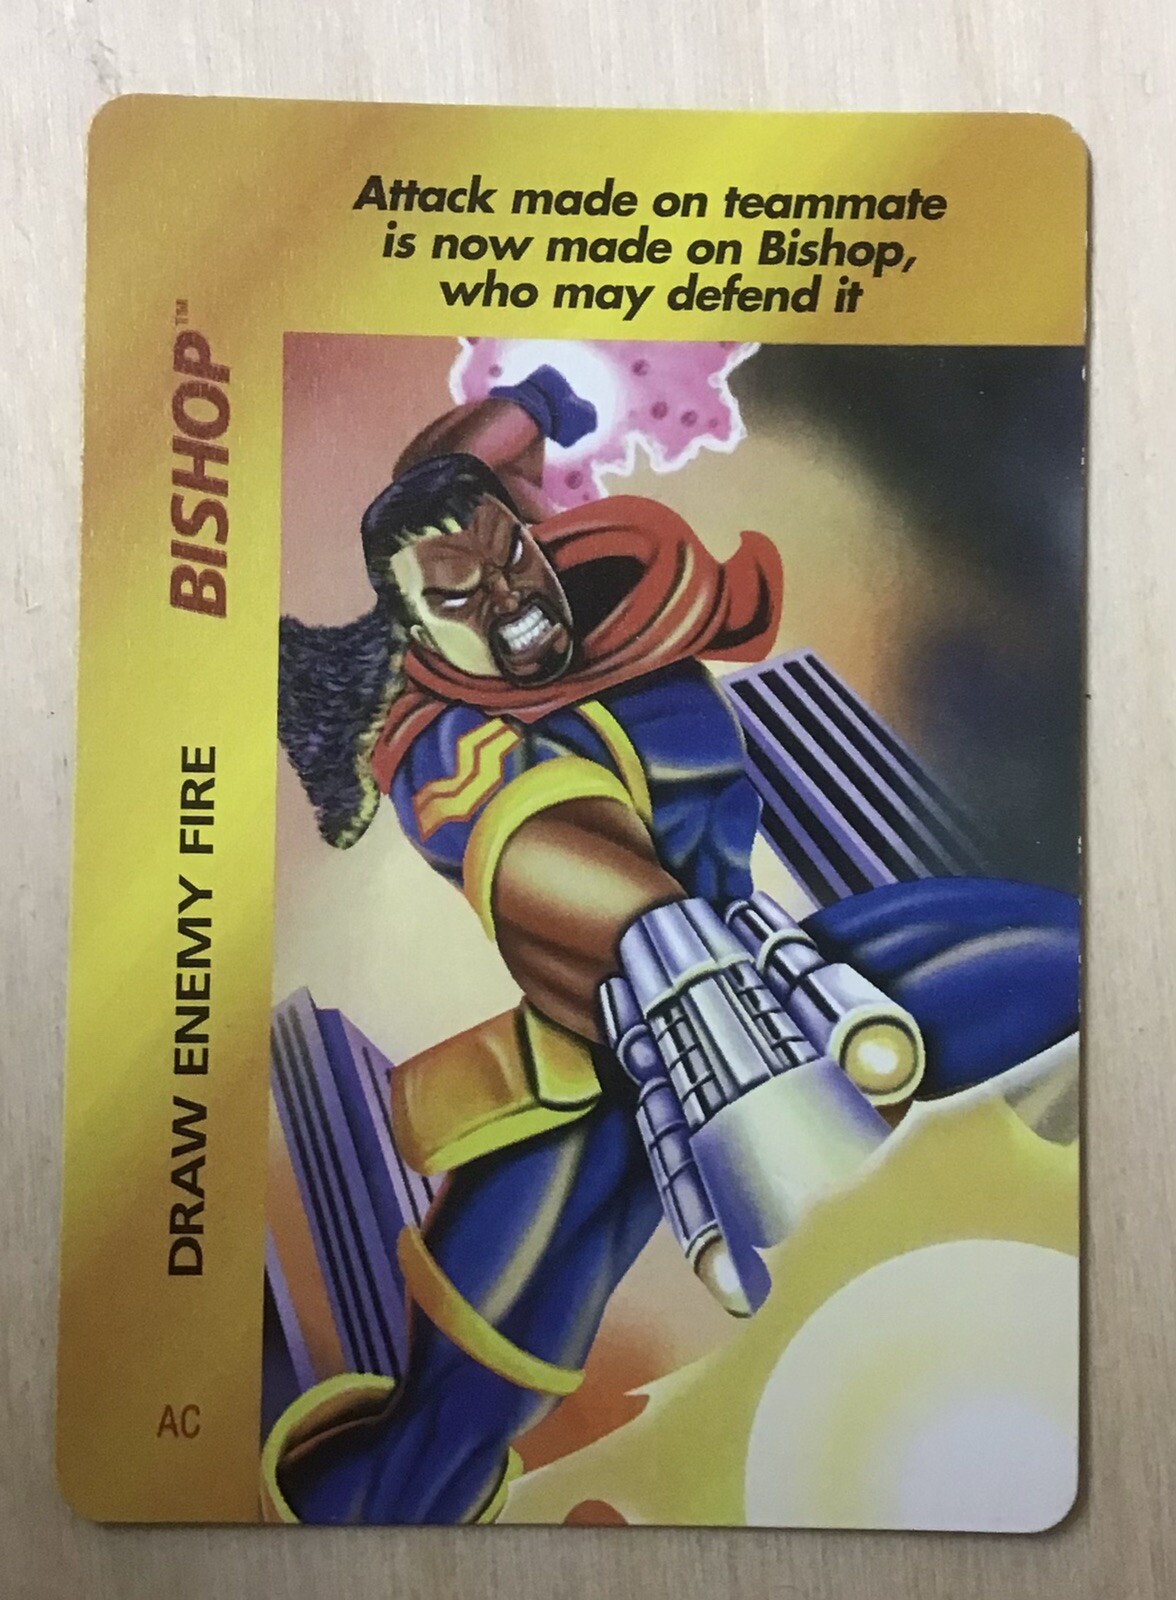 Attack made on teammate
is now made on Bishop,
who may defend it
BISHOP™
DRAW ENEMY FIRE
AC